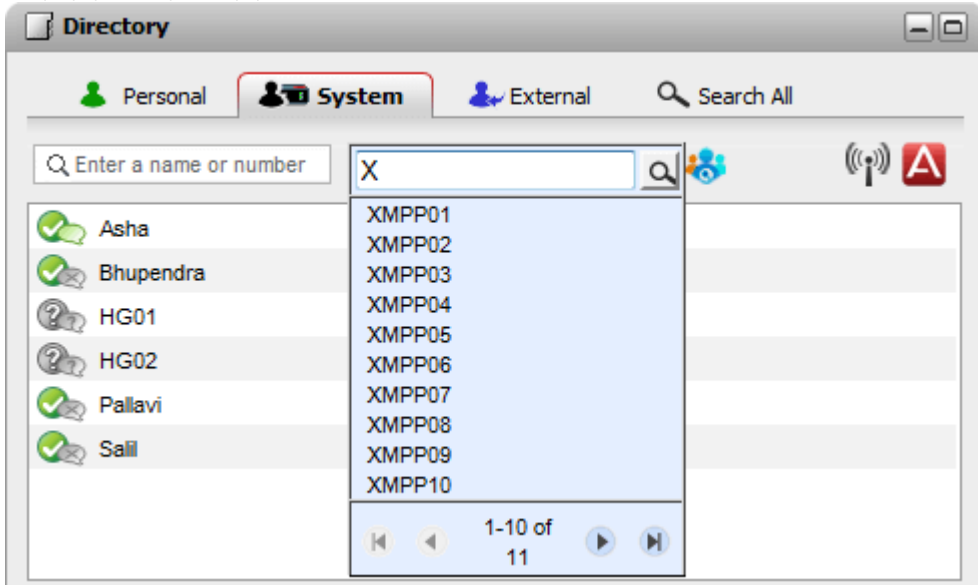 Directory
Personal
System
External
Search All
Enter a name or number
X
XMPP01
XMPP02
XMPP03
XMPP04
XMPP05
XMPP06
XMPP07
XMPP08
XMPP09
XMPP10
1-10 of
11
Asha
Bhupendra
HG01
HG02
Pallavi
Salil